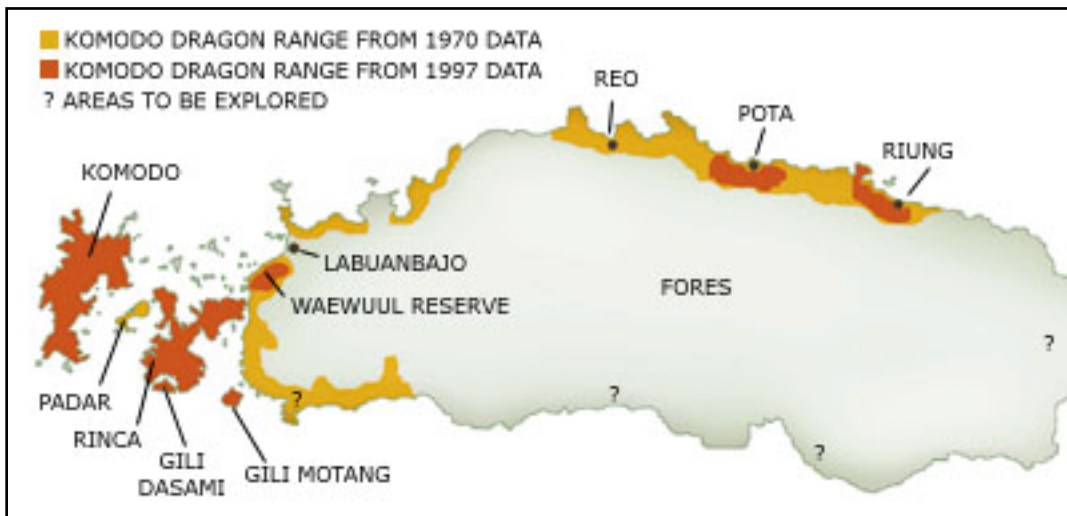 KOMODO DRAGON RANGE FROM 1970 DATA
KOMODO DRAGON RANGE FROM 1997 DATA
? AREAS TO BE EXPLORED
REO
POTA
RIUNG
KOMODO
LABUANBAJO
WAEWUUL RESERVE
FORES
?
?
?
?
PADAR
RINCA
GILI
DASAMI
GILI MOTANG